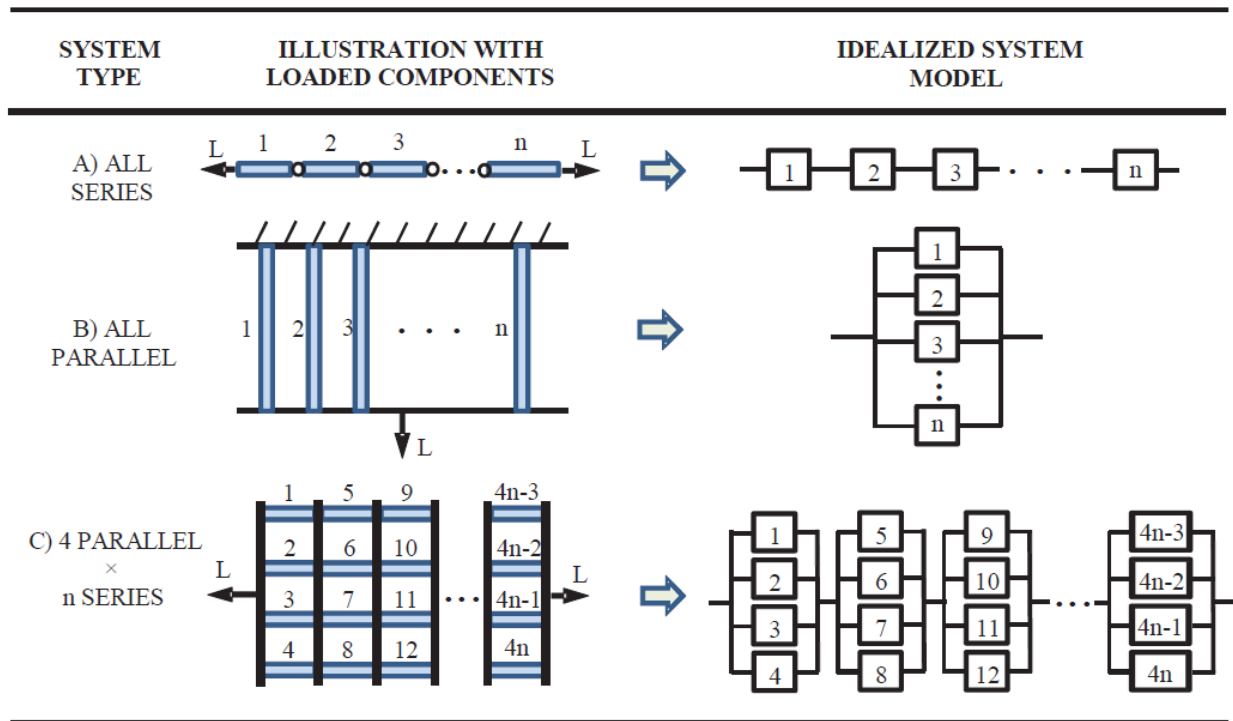 SYSTEM
TYPE
ILLUSTRATION WITH
LOADED COMPONENTS
IDEALIZED SYSTEM
MODEL
A) ALL
SERIES
L 1 2 3 ... n L
1 2 3 . . . n
B) ALL
PARALLEL
1 2 3 . . . n
L
1
2
3
n
C) 4 PARALLEL
×
n SERIES
1 5 9 4n-3
2 6 10 4n-2
L 3 7 11 ... 4n-1 L
4 8 12 4n
1 5 9 4n-3
2 6 10 4n-2
3 7 11 ... 4n-1
4 8 12 4n